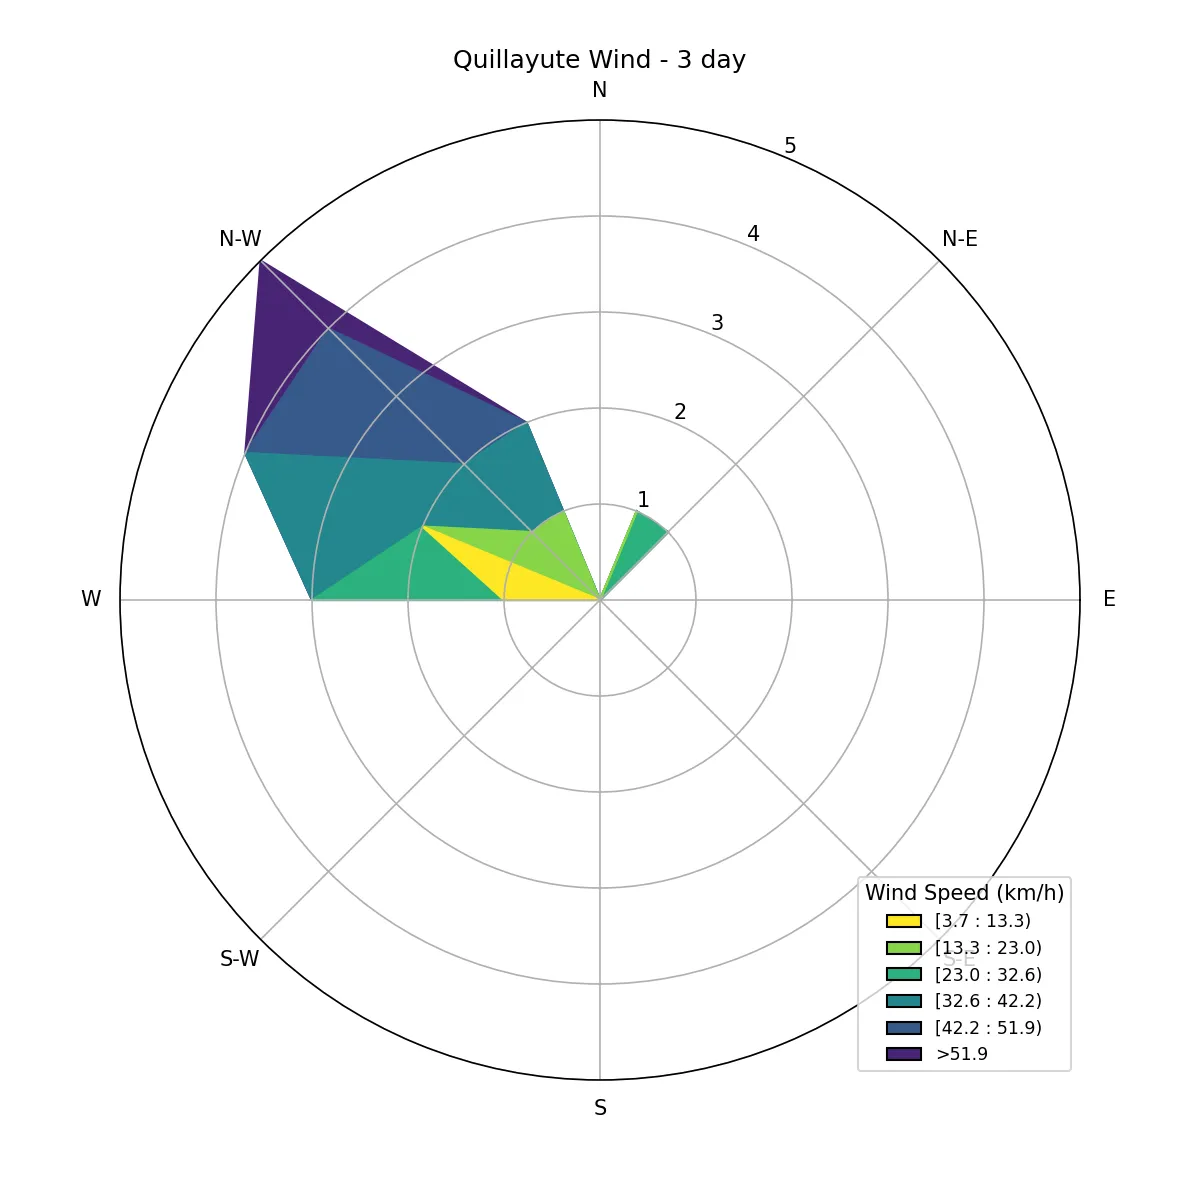 Quillayute Wind - 3 day
N
5
4
N-W
N-E
3
2
1
W
E
S-W
S-E
Wind Speed (km/h)
[3.7 : 13.3)
[13.3 : 23.0)
[23.0 : 32.6)
[32.6 : 42.2)
[42.2 : 51.9)
>51.9
S